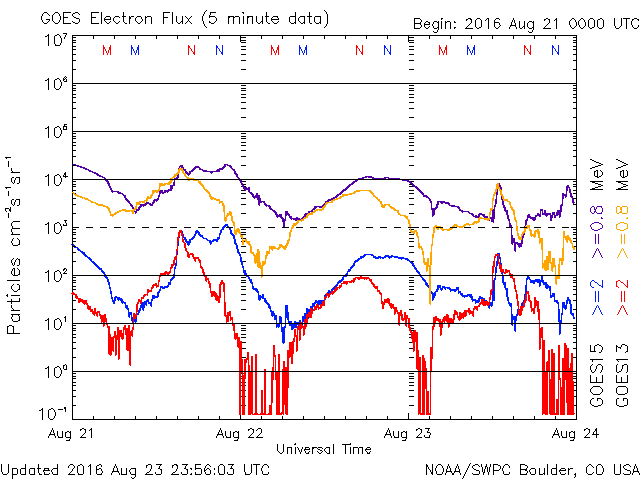 GOES Electron Flux (5 minute data)
Begin: 2016 Aug 21 0000 UTC
10⁷
M M N N M M N N M M N N
10⁶
10⁵
10⁴
10³
10²
10¹
10⁰
10⁻¹
Particles cm⁻²s⁻¹sr⁻¹
GOES15 >=2 >=0.8 MeV
GOES13 >=2 >=0.8 MeV
Aug 21 Aug 22 Aug 23 Aug 24
Universal Time
Updated 2016 Aug 23 23:56:03 UTC
NOAA/SWPC Boulder, CO USA